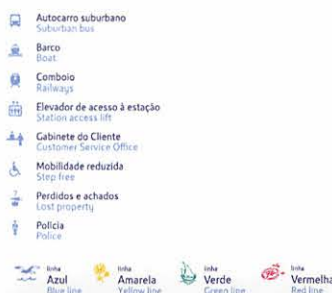 Autocarro suburbano
Suburban bus
Barco
Boat
Comboio
Railways
Elevador de acesso à estação
Station access lift
Gabinete do Cliente
Customer Service Office
Mobilidade reduzida
Step free
Perdidos e achados
Lost property
Polícia
Police
linha linha linha linha
Azul Amarela Verde Vermelha
Blue line Yellow line Green line Red line